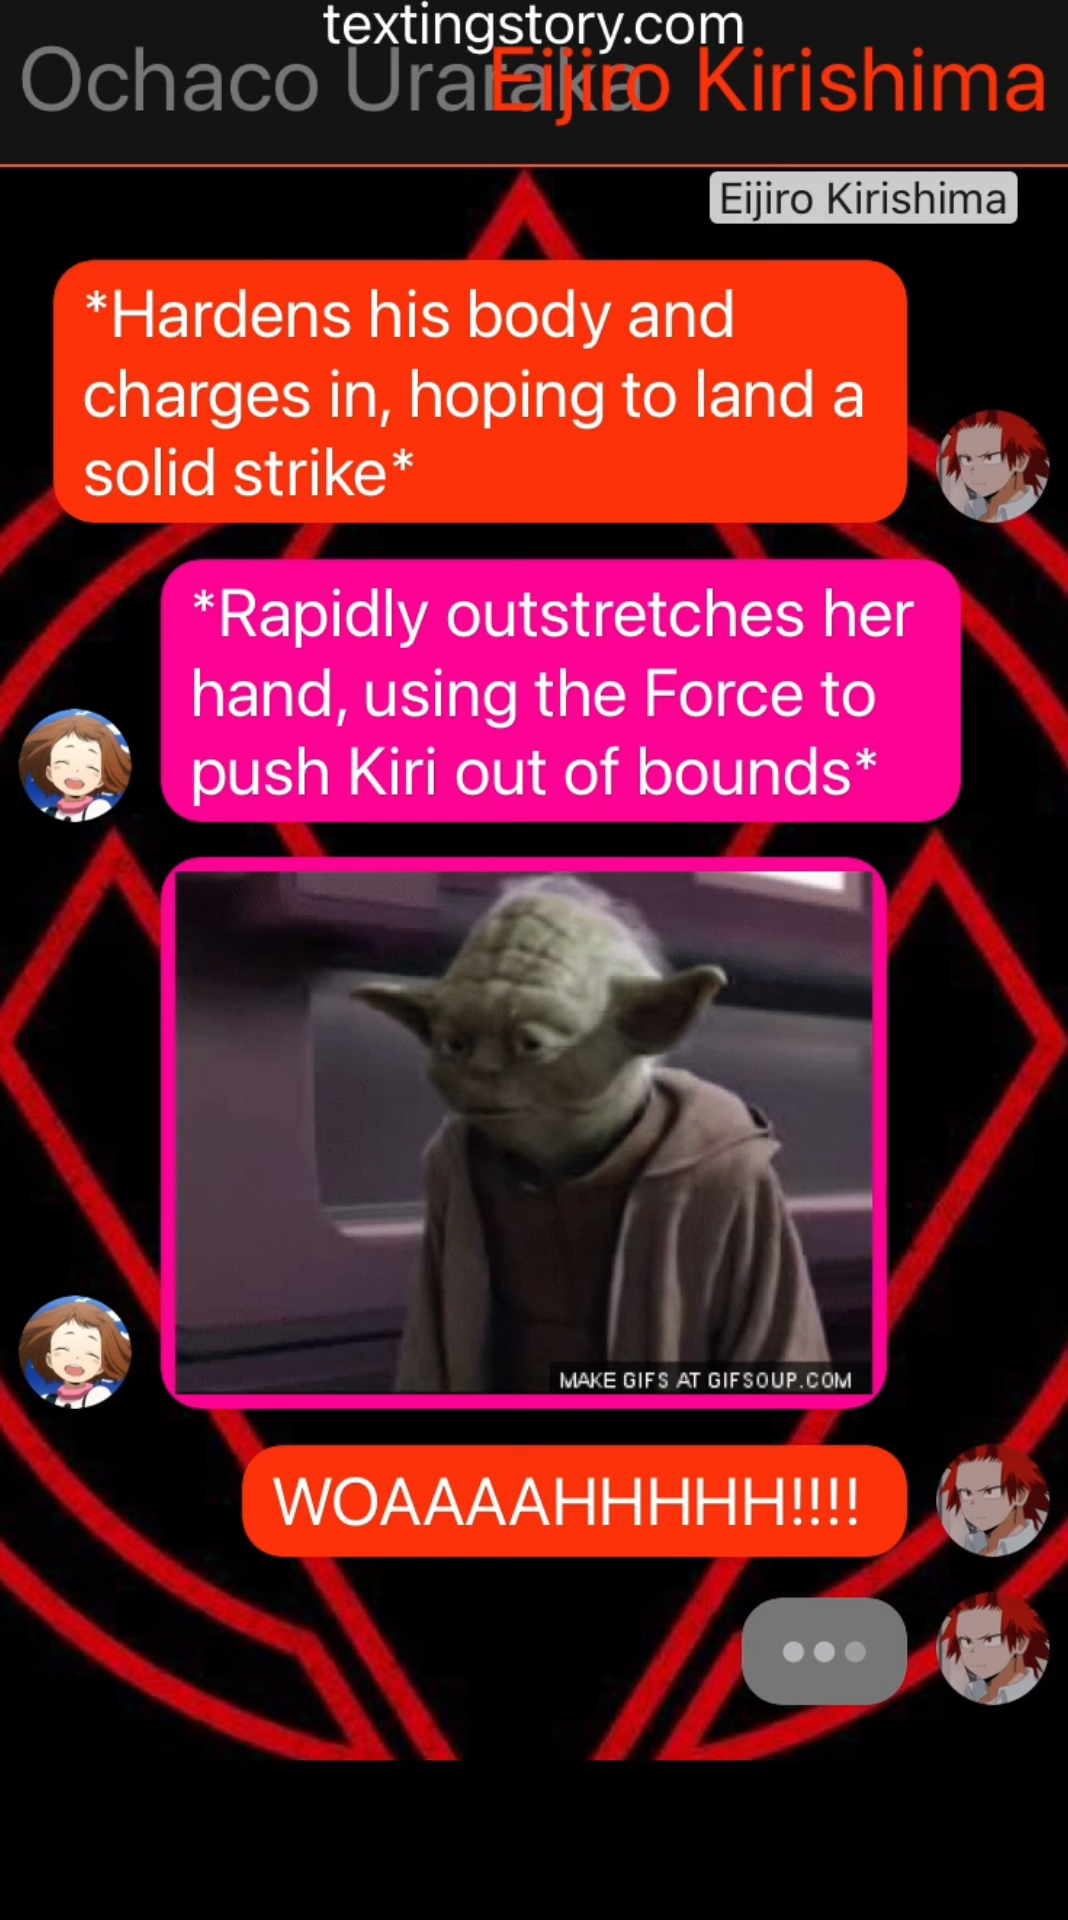 textingstory.com
Ochaco Uraraka Eijiro Kirishima
Eijiro Kirishima
*Hardens his body and
charges in, hoping to land a
solid strike*
*Rapidly outstretches her
hand, using the Force to
push Kiri out of bounds*
MAKE GIFS AT GIFSOUP.COM
WOAAAAHHHHH!!!!